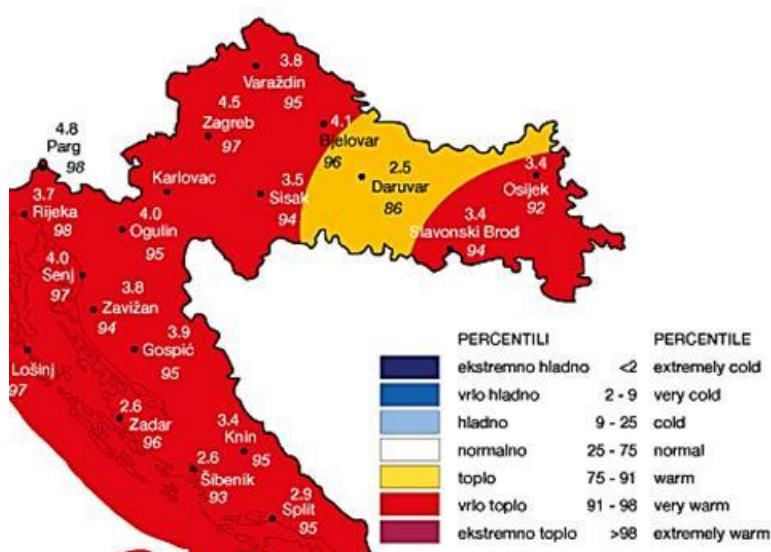 3.8
Varaždin
95
4.5
Zagreb
97
4.1
Bjelovar
96
4.8
Parg
98
2.5
Daruvar
86
3.4
Osijek
92
Karlovac
3.5
Sisak
94
3.7
Rijeka
98
4.0
Ogulin
95
3.4
Slavonski Brod
94
4.0
Senj
97
3.8
Zavižan
94
3.9
Gospić
95
Lošinj
97
2.6
Zadar
96
3.4
Knin
95
2.6
Šibenik
93
2.9
Split
95
PERCENTILI PERCENTILE
ekstremno hladno <2 extremely cold
vrlo hladno 2 - 9 very cold
hladno 9 - 25 cold
normalno 25 - 75 normal
toplo 75 - 91 warm
vrlo toplo 91 - 98 very warm
ekstremno toplo >98 extremely warm